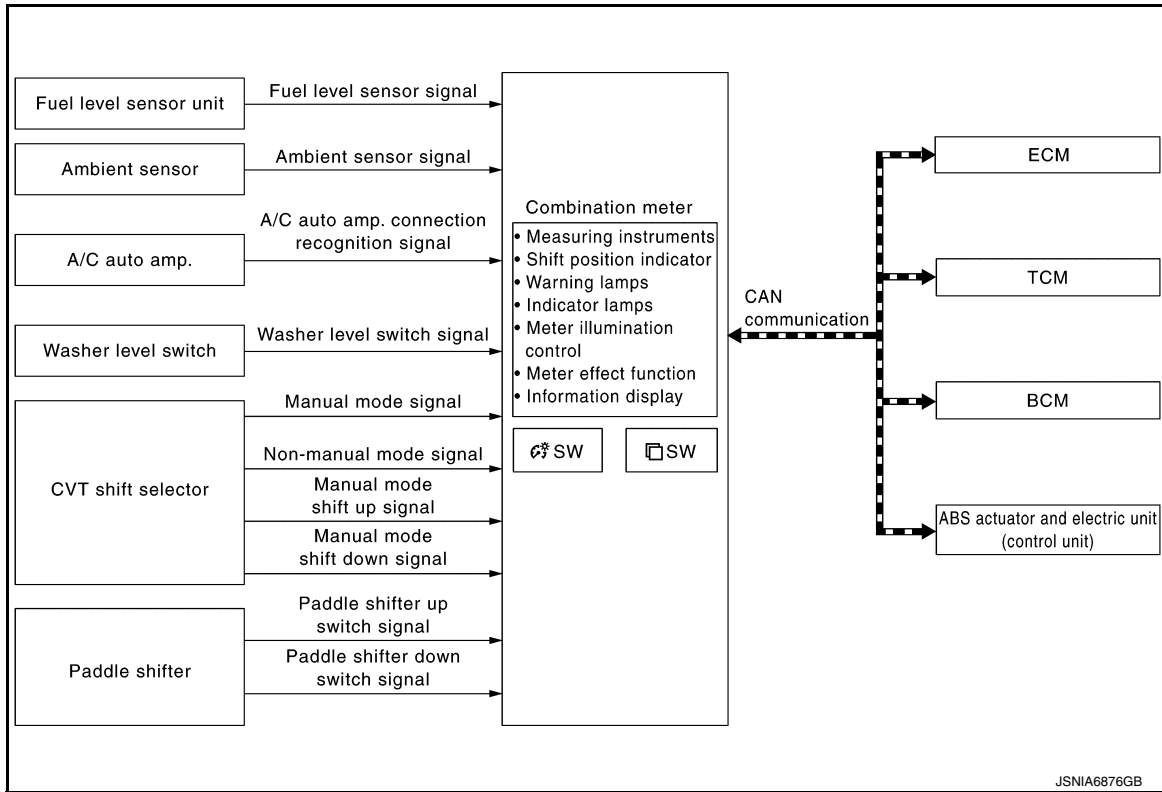 Fuel level sensor unit
Fuel level sensor signal
Ambient sensor
Ambient sensor signal
A/C auto amp.
A/C auto amp. connection
recognition signal
Washer level switch
Washer level switch signal
CVT shift selector
Manual mode signal
Non-manual mode signal
Manual mode
shift up signal
Manual mode
shift down signal
Paddle shifter
Paddle shifter up
switch signal
Paddle shifter down
switch signal
Combination meter
• Measuring instruments
• Shift position indicator
• Warning lamps
• Indicator lamps
• Meter illumination
control
• Meter effect function
• Information display
SW
SW
CAN
communication
ECM
TCM
BCM
ABS actuator and electric unit
(control unit)
JSNIA6876GB